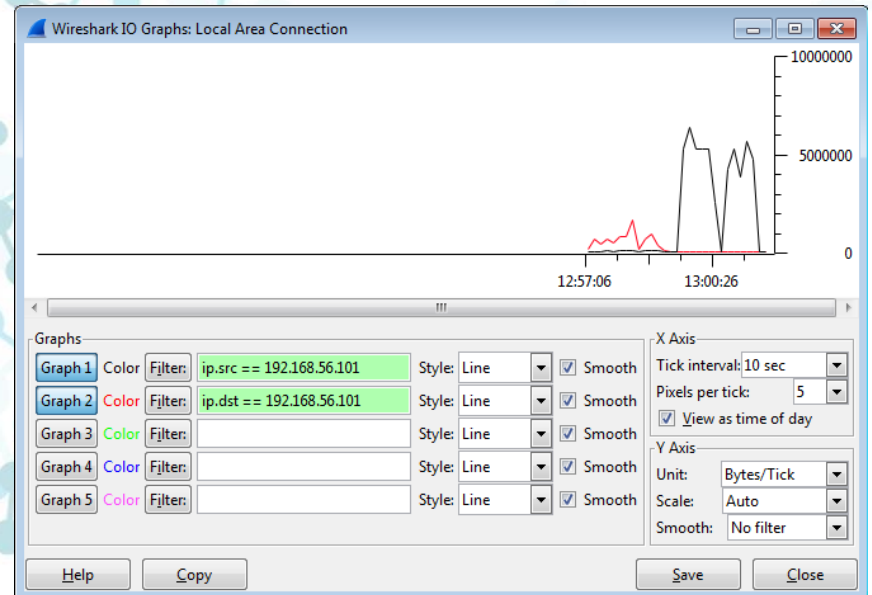 Wireshark IO Graphs: Local Area Connection
10000000
5000000
0
12:57:06 13:00:26
Graphs
Graph 1 Color Filter: ip.src == 192.168.56.101 Style: Line Smooth
Graph 2 Color Filter: ip.dst == 192.168.56.101 Style: Line Smooth
Graph 3 Color Filter: Style: Line Smooth
Graph 4 Color Filter: Style: Line Smooth
Graph 5 Color Filter: Style: Line Smooth
X Axis
Tick interval: 10 sec
Pixels per tick: 5
View as time of day
Y Axis
Unit: Bytes/Tick
Scale: Auto
Smooth: No filter
Help Copy Save Close